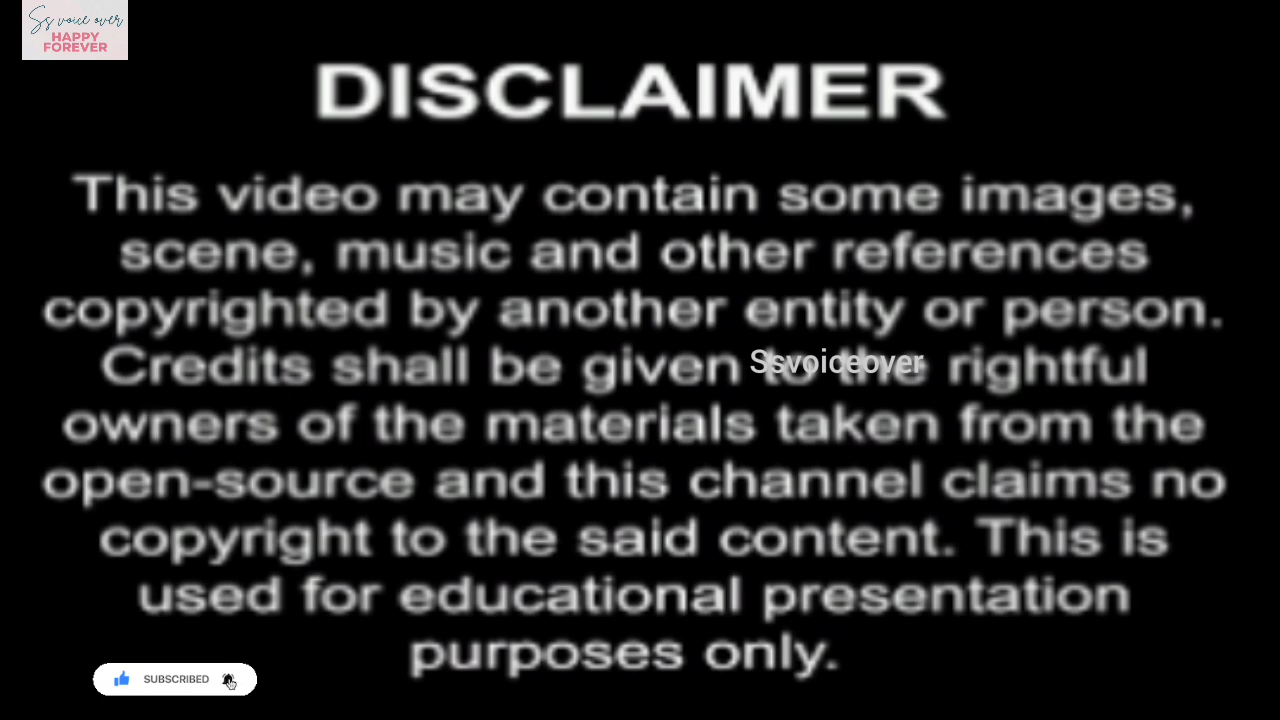 Ss voice over
HAPPY
FOREVER
DISCLAIMER
This video may contain some images,
scene, music and other references
copyrighted by another entity or person.
Credits shall be given to the rightful
Ssvoiceover
owners of the materials taken from the
open-source and this channel claims no
copyright to the said content. This is
used for educational presentation
purposes only.
SUBSCRIBED